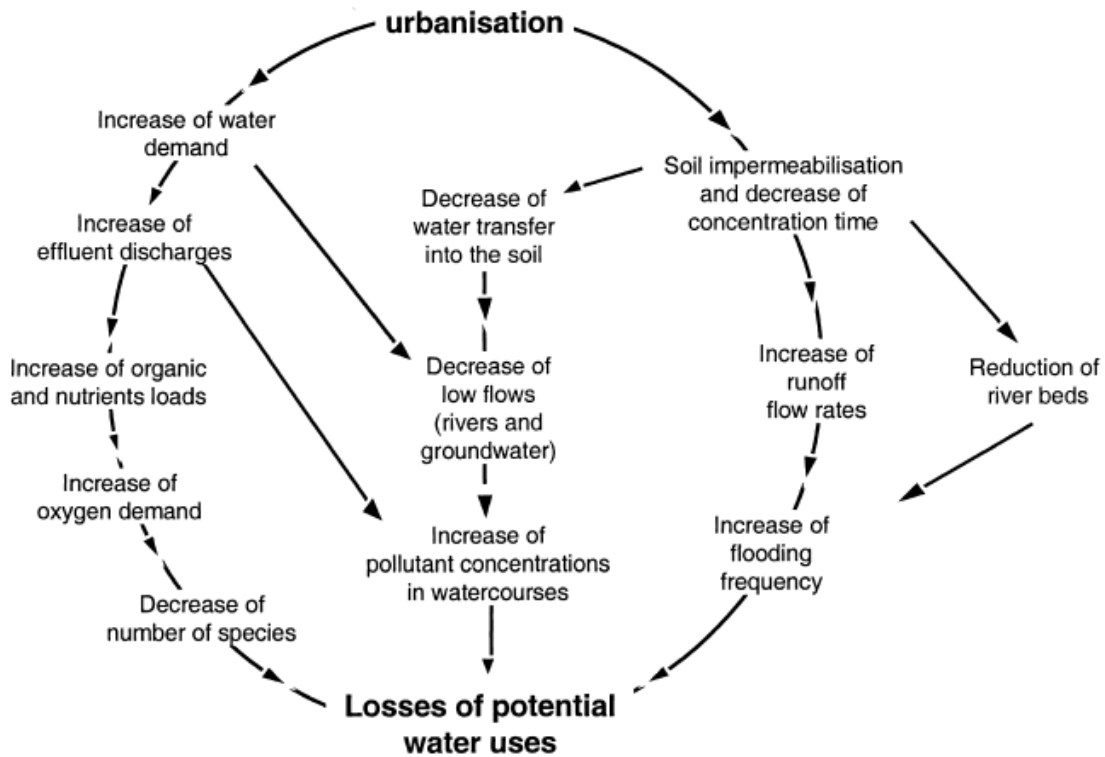 urbanisation
Increase of water
demand
Soil impermeabilisation
and decrease of
concentration time
Decrease of
water transfer
into the soil
Increase of
effluent discharges
Increase of organic
and nutrients loads
Decrease of
low flows
(rivers and
groundwater)
Increase of
runoff
flow rates
Reduction of
river beds
Increase of
oxygen demand
Increase of
pollutant concentrations
in watercourses
Increase of
flooding
frequency
Decrease of
number of species
Losses of potential
water uses